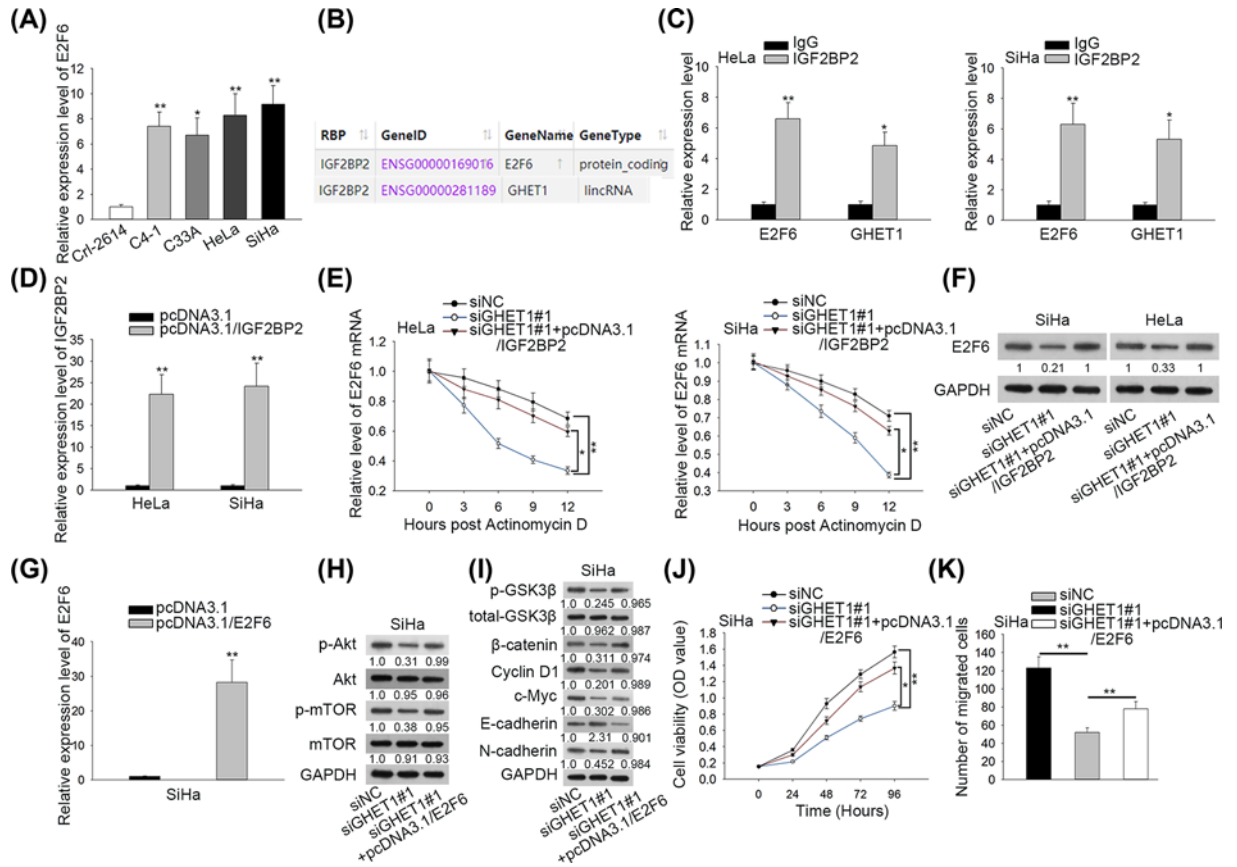 (A)
Relative expression level of E2F6
12
10
8
6
4
2
0
**
*
**
**
Crl-2614
C4-1
C33A
HeLa
SiHa
(B)
RBP GeneID GeneName GeneType
IGF2BP2 ENSG00000169016 E2F6 protein_coding
IGF2BP2 ENSG00000281189 GHET1 lincRNA
(C)
Relative expression level
HeLa
IgG
IGF2BP2
10
8
6
4
2
0
**
*
E2F6 GHET1
Relative expression level
SiHa
IgG
IGF2BP2
10
8
6
4
2
0
**
*
E2F6 GHET1
(D)
Relative expression level of IGF2BP2
pcDNA3.1
pcDNA3.1/IGF2BP2
35
30
25
20
15
10
5
0
**
**
HeLa SiHa
(E)
Relative level of E2F6 mRNA
HeLa
siNC
siGHET1#1
siGHET1#1+pcDNA3.1
/IGF2BP2
1.2
1.0
0.8
0.6
0.4
0.2
*
**
0 3 6 9 12
Hours post Actinomycin D
Relative level of E2F6 mRNA
SiHa
siNC
siGHET1#1
siGHET1#1+pcDNA3.1
/IGF2BP2
1.1
1.0
0.9
0.8
0.7
0.6
0.5
0.4
0.3
*
**
0 3 6 9 12
Hours post Actinomycin D
(F)
SiHa HeLa
E2F6
1 0.21 1 1 0.33 1
GAPDH
siNC
siGHET1#1
siGHET1#1+pcDNA3.1
/IGF2BP2
siNC
siGHET1#1
siGHET1#1+pcDNA3.1
/IGF2BP2
(G)
Relative expression level of E2F6
pcDNA3.1
pcDNA3.1/E2F6
40
30
20
10
0
**
SiHa
(H)
SiHa
p-Akt
1.0 0.31 0.99
Akt
1.0 0.95 0.96
p-mTOR
1.0 0.38 0.95
mTOR
1.0 0.91 0.93
GAPDH
siNC
siGHET1#1
siGHET1#1
+pcDNA3.1/E2F6
(I)
SiHa
p-GSK3β
1.0 0.245 0.965
total-GSK3β
1.0 0.962 0.987
β-catenin
1.0 0.311 0.974
Cyclin D1
1.0 0.201 0.989
c-Myc
1.0 0.302 0.986
E-cadherin
1.0 2.31 0.901
N-cadherin
1.0 0.452 0.984
GAPDH
siNC
siGHET1#1
siGHET1#1
+pcDNA3.1/E2F6
(J)
Cell viability (OD value)
SiHa
siNC
siGHET1#1
siGHET1#1+pcDNA3.1
/E2F6
1.8
1.6
1.4
1.2
1.0
0.8
0.6
0.4
0.2
0.0
*
**
0 24 48 72 96
Time (Hours)
(K)
Number of migrated cells
SiHa
siNC
siGHET1#1
siGHET1#1+pcDNA3.1
/E2F6
160
140
120
100
80
60
40
20
0
**
**